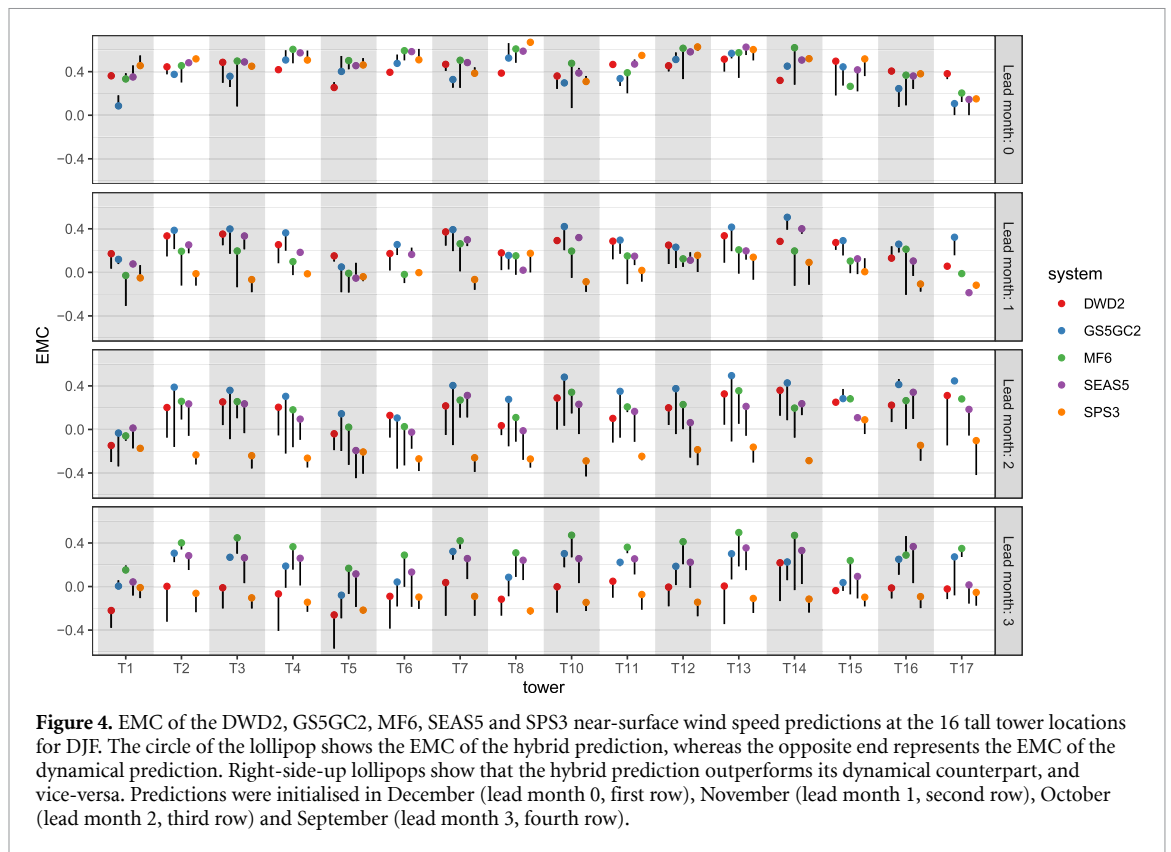 0.4
0.0
−0.4
Lead month: 0
0.4
0.0
−0.4
Lead month: 1
EMC
0.4
0.0
−0.4
Lead month: 2
0.4
0.0
−0.4
Lead month: 3
T1 T2 T3 T4 T5 T6 T7 T8 T10 T11 T12 T13 T14 T15 T16 T17
tower
system
DWD2
GS5GC2
MF6
SEAS5
SPS3
Figure 4. EMC of the DWD2, GS5GC2, MF6, SEAS5 and SPS3 near-surface wind speed predictions at the 16 tall tower locations
for DJF. The circle of the lollipop shows the EMC of the hybrid prediction, whereas the opposite end represents the EMC of the
dynamical prediction. Right-side-up lollipops show that the hybrid prediction outperforms its dynamical counterpart, and
vice-versa. Predictions were initialised in December (lead month 0, first row), November (lead month 1, second row), October
(lead month 2, third row) and September (lead month 3, fourth row).